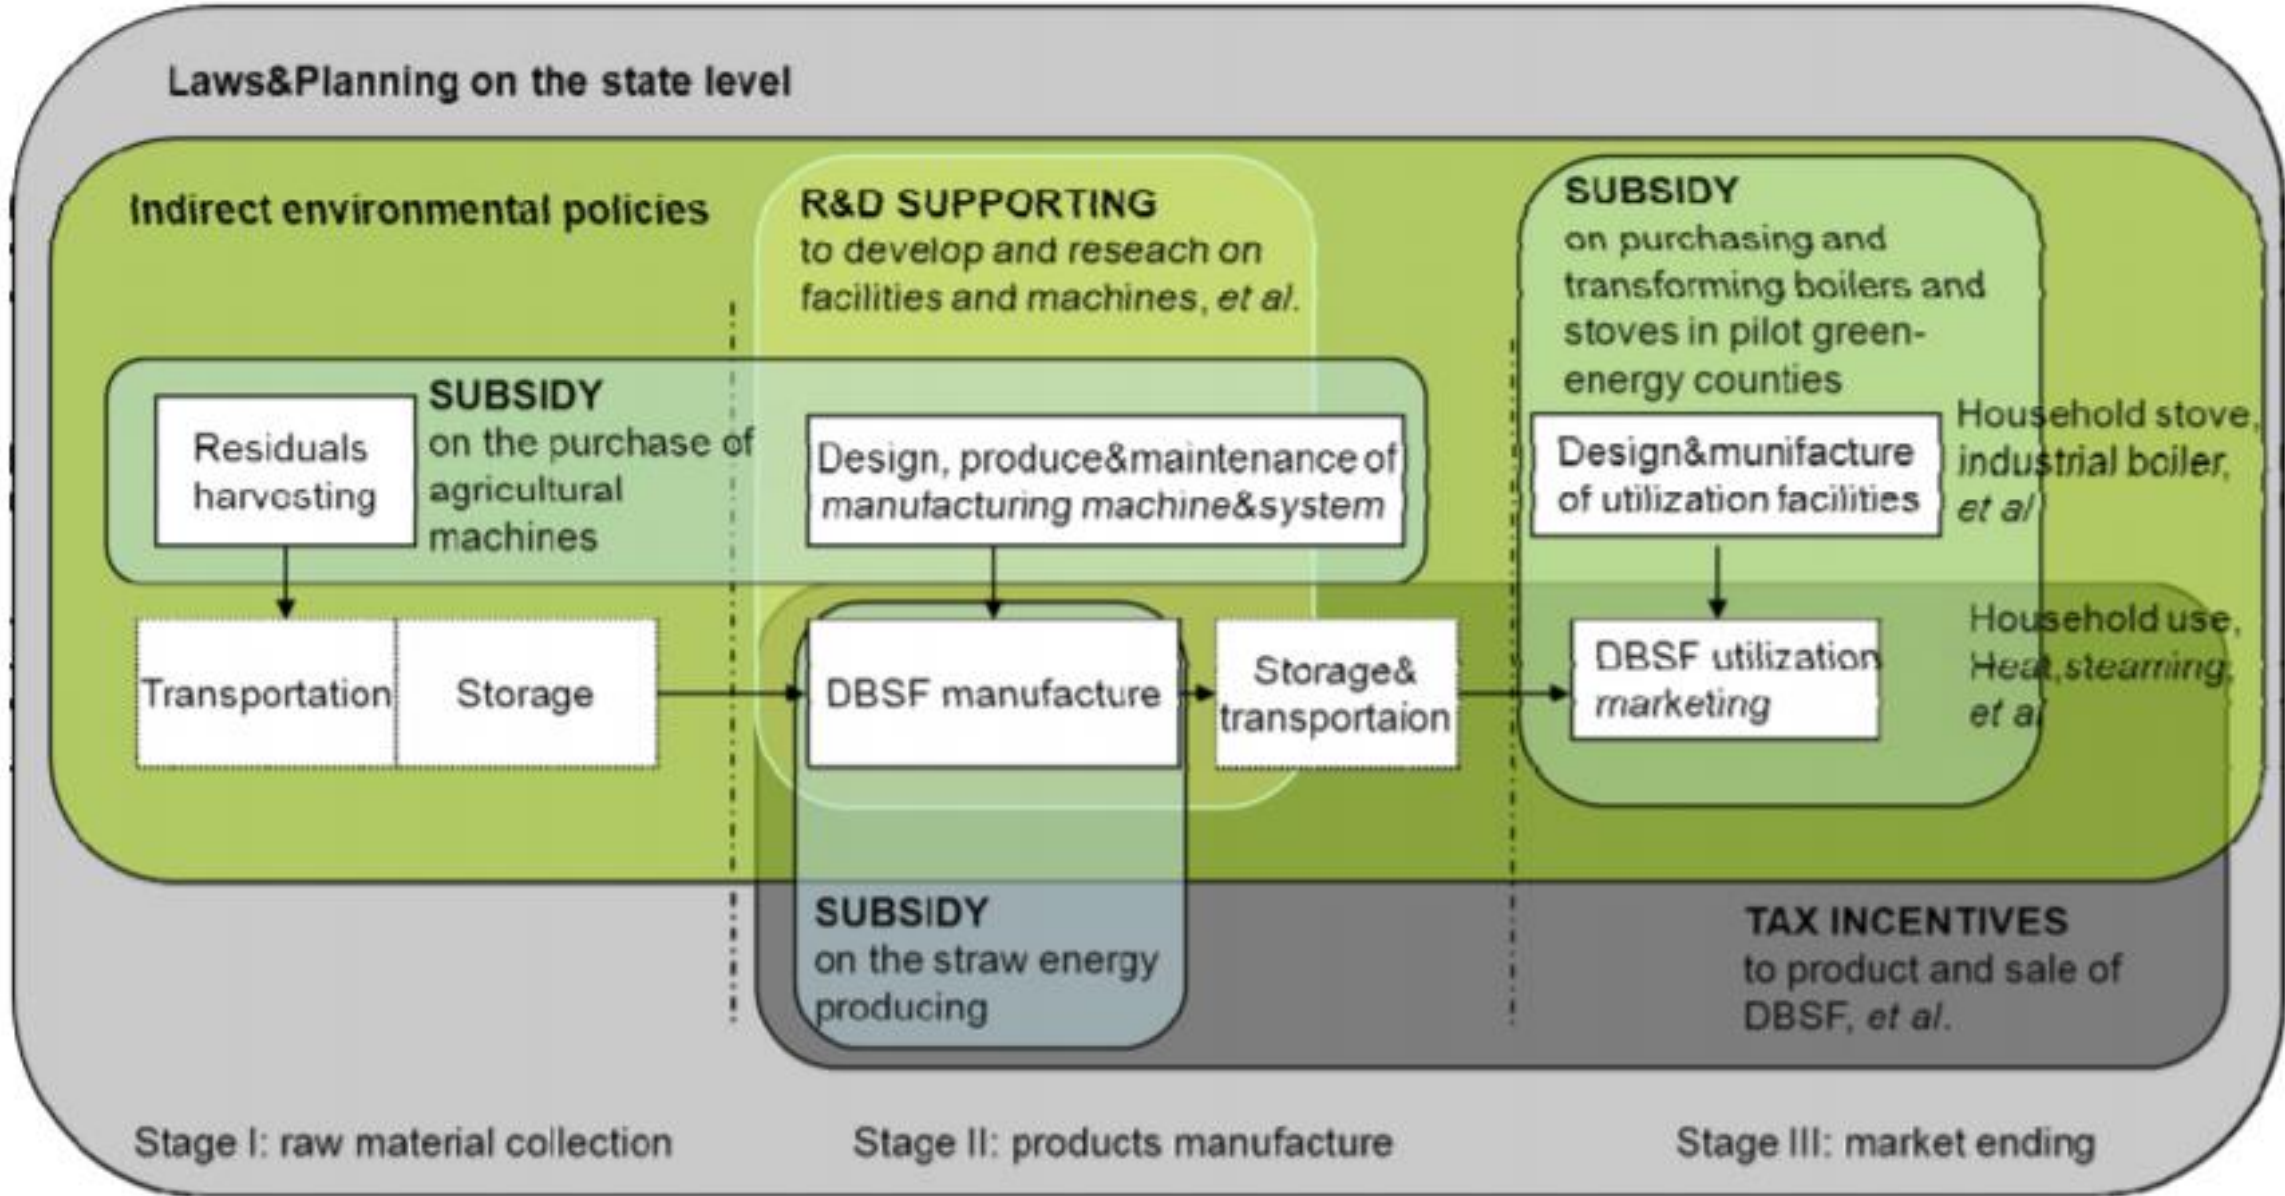 Laws&Planning on the state level
Indirect environmental policies
R&D SUPPORTING
to develop and reseach on
facilities and machines, et al.
SUBSIDY
on purchasing and
transforming boilers and
stoves in pilot green-
energy counties
Residuals
harvesting
SUBSIDY
on the purchase of
agricultural
machines
Design, produce&maintenance of
manufacturing machine&system
Design&munifacture
of utilization facilities
Household stove,
industrial boiler,
et al
Transportation
Storage
DBSF manufacture
Storage&
transportaion
DBSF utilization
marketing
Household use,
Heat,steaming,
et al
SUBSIDY
on the straw energy
producing
TAX INCENTIVES
to product and sale of
DBSF, et al.
Stage I: raw material collection
Stage II: products manufacture
Stage III: market ending